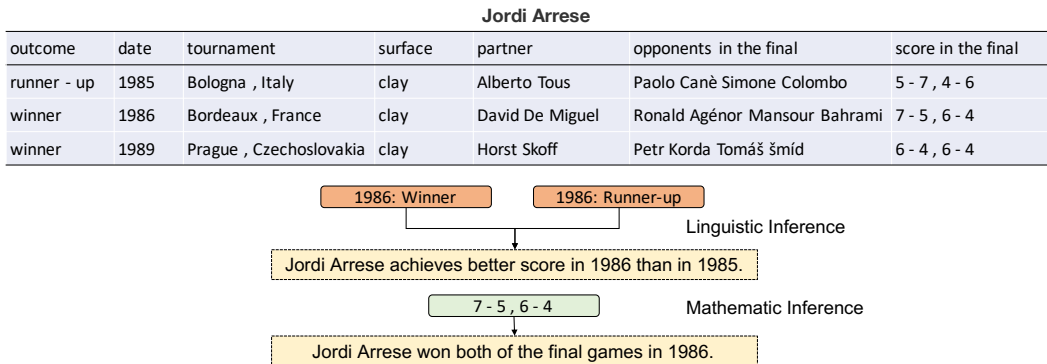 Jordi Arrese
outcome date tournament surface partner opponents in the final score in the final
runner - up 1985 Bologna , Italy clay Alberto Tous Paolo Canè Simone Colombo 5 - 7 , 4 - 6
winner 1986 Bordeaux , France clay David De Miguel Ronald Agénor Mansour Bahrami 7 - 5 , 6 - 4
winner 1989 Prague , Czechoslovakia clay Horst Skoff Petr Korda Tomáš šmíd 6 - 4 , 6 - 4
1986: Winner 1986: Runner-up
Linguistic Inference
Jordi Arrese achieves better score in 1986 than in 1985.
7 - 5 , 6 - 4 Mathematic Inference
Jordi Arrese won both of the final games in 1986.